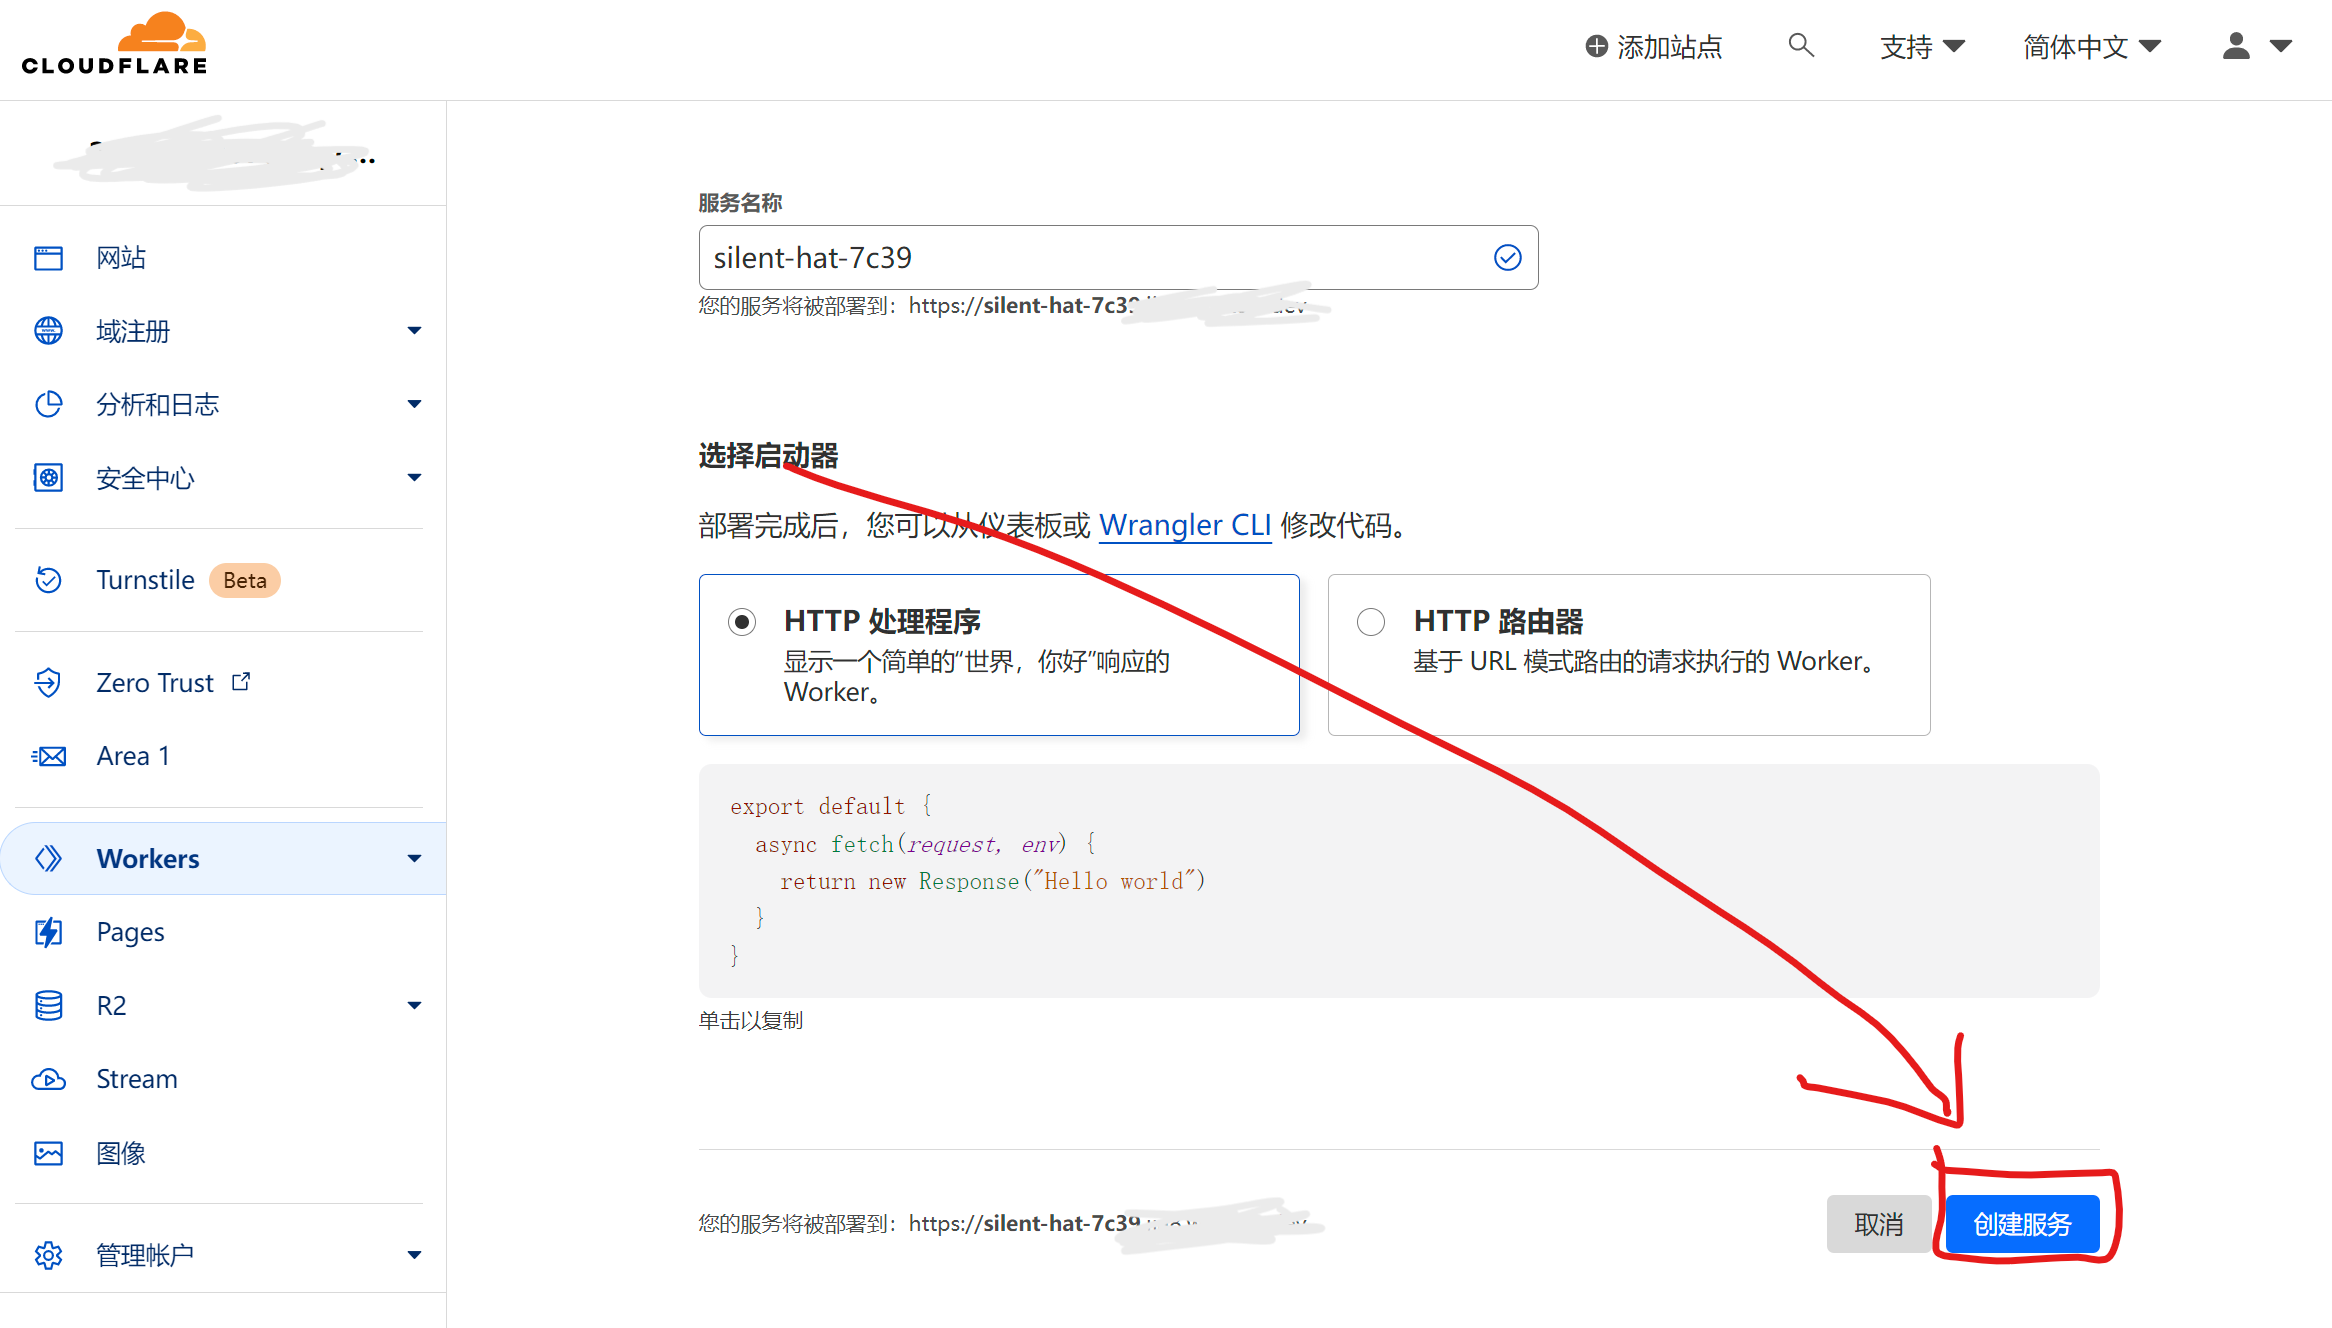 CLOUDFLARE
添加站点
支持
简体中文
网站
域注册
分析和日志
安全中心
Turnstile Beta
Zero Trust
Area 1
Workers
Pages
R2
Stream
图像
管理帐户
服务名称
silent-hat-7c39
您的服务将被部署到：https://silent-hat-7c39
选择启动器
部署完成后，您可以从仪表板或 Wrangler CLI 修改代码。
HTTP 处理程序
显示一个简单的“世界，你好”响应的
Worker。
HTTP 路由器
基于 URL 模式路由的请求执行的 Worker。
export default {
async fetch(request, env) {
return new Response("Hello world")
}
}
单击以复制
您的服务将被部署到：https://silent-hat-7c39
取消
创建服务